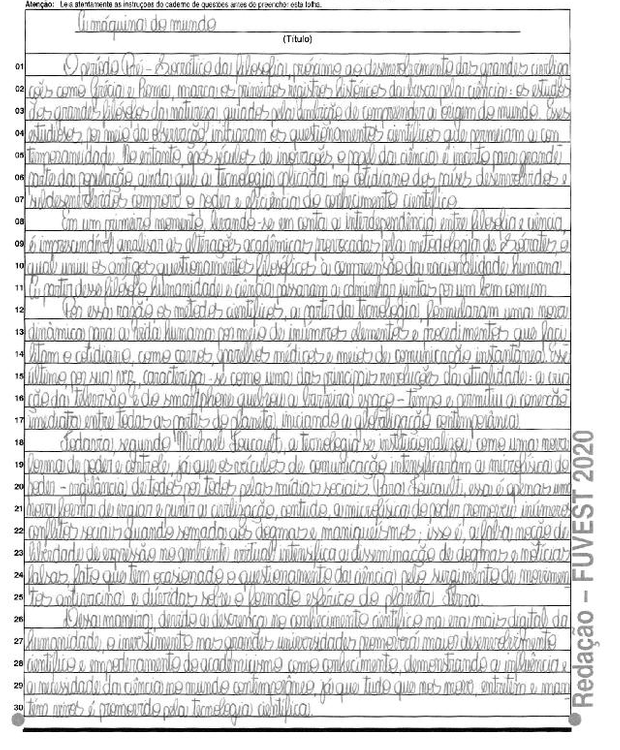 Atenção: Leia atentamente as instruções do caderno de questões antes de preencher esta folha.
A máquina do mundo
(Título)
01 O período Pré-Socrático da filosofia, próximo ao desenvolvimento das grandes civiliza
02 ções como Grécia e Roma, marca os primeiros registros históricos da busca pela ciência: os estudos
03 dos grandes filósofos da natureza guiados pela ambição de compreender a origem do mundo. Esses
04 estudiosos, por meio da observação, iniciaram os questionamentos científicos que permeiam a con
05 temporaneidade. No entanto, após séculos de inovações, o papel da ciência é incerto para grande
06 parte da população, ainda que a tecnologia aplicada no cotidiano dos países desenvolvidos e
07 subdesenvolvidos comprove o poder e eficiência do conhecimento científico.
08 Em um primeiro momento, levando-se em conta a interdependência entre filosofia e ciência,
09 é imprescindível analisar as alterações acadêmicas provocadas pela metodologia de Sócrates, o
10 qual uniu os antigos questionamentos filosóficos à compreensão da racionalidade humana.
11 A partir desse filósofo humanidade e ciência passaram a caminhar juntas por um bem comum.
12 Por essa razão os métodos científicos, a partir da tecnologia, formularam uma nova
13 dinâmica para a vida humana por meio de inúmeros elementos e procedimentos que faci
14 litam o cotidiano, como carros, aparelhos médicos e meios de comunicação instantânea. Esse
15 último por sua vez, caracteriza-se como uma das principais revoluções da atualidade: a cria
16 ção da televisão e do smartphone quebrou a barreira espaço-tempo e permitiu a conexão
17 imediata entre todas as partes do planeta, iniciando a globalização contemporânea.
18 Todavia, segundo Michael Foucault, a tecnologia se institucionalizou como uma nova
19 forma de poder e controle, já que os veículos de comunicação intensificaram a microfísica do
20 poder - vigilância de todos por todos pelas mídias sociais. Para Foucault, essa é apenas uma
21 nova forma de vigiar e punir a civilização, contudo, a microfísica do poder promove inúmeros
22 conflitos sociais quando somada aos dogmas e maniqueísmos, isso é, a falsa noção de
23 liberdade de expressão no ambiente virtual intensifica a disseminação de dogmas e notícias
24 falsas, fato que tem ocasionado o questionamento da ciência pelo surgimento de movimen
25 tos antivacina e dúvidas sobre o formato esférico do planeta Terra.
26 Dessa maneira, devido a descrença no conhecimento científico na era mais digital da
27 humanidade, o investimento nas grandes universidades promoverá maior desenvolvimento
28 científico e empoderamento do academicismo como conhecimento, demonstrando a influência e
29 a necessidade da ciência no mundo contemporâneo, já que tudo que nos move, entretém e man
30 tém vivos é promovido pela tecnologia científica.
Redação – FUVEST 2020